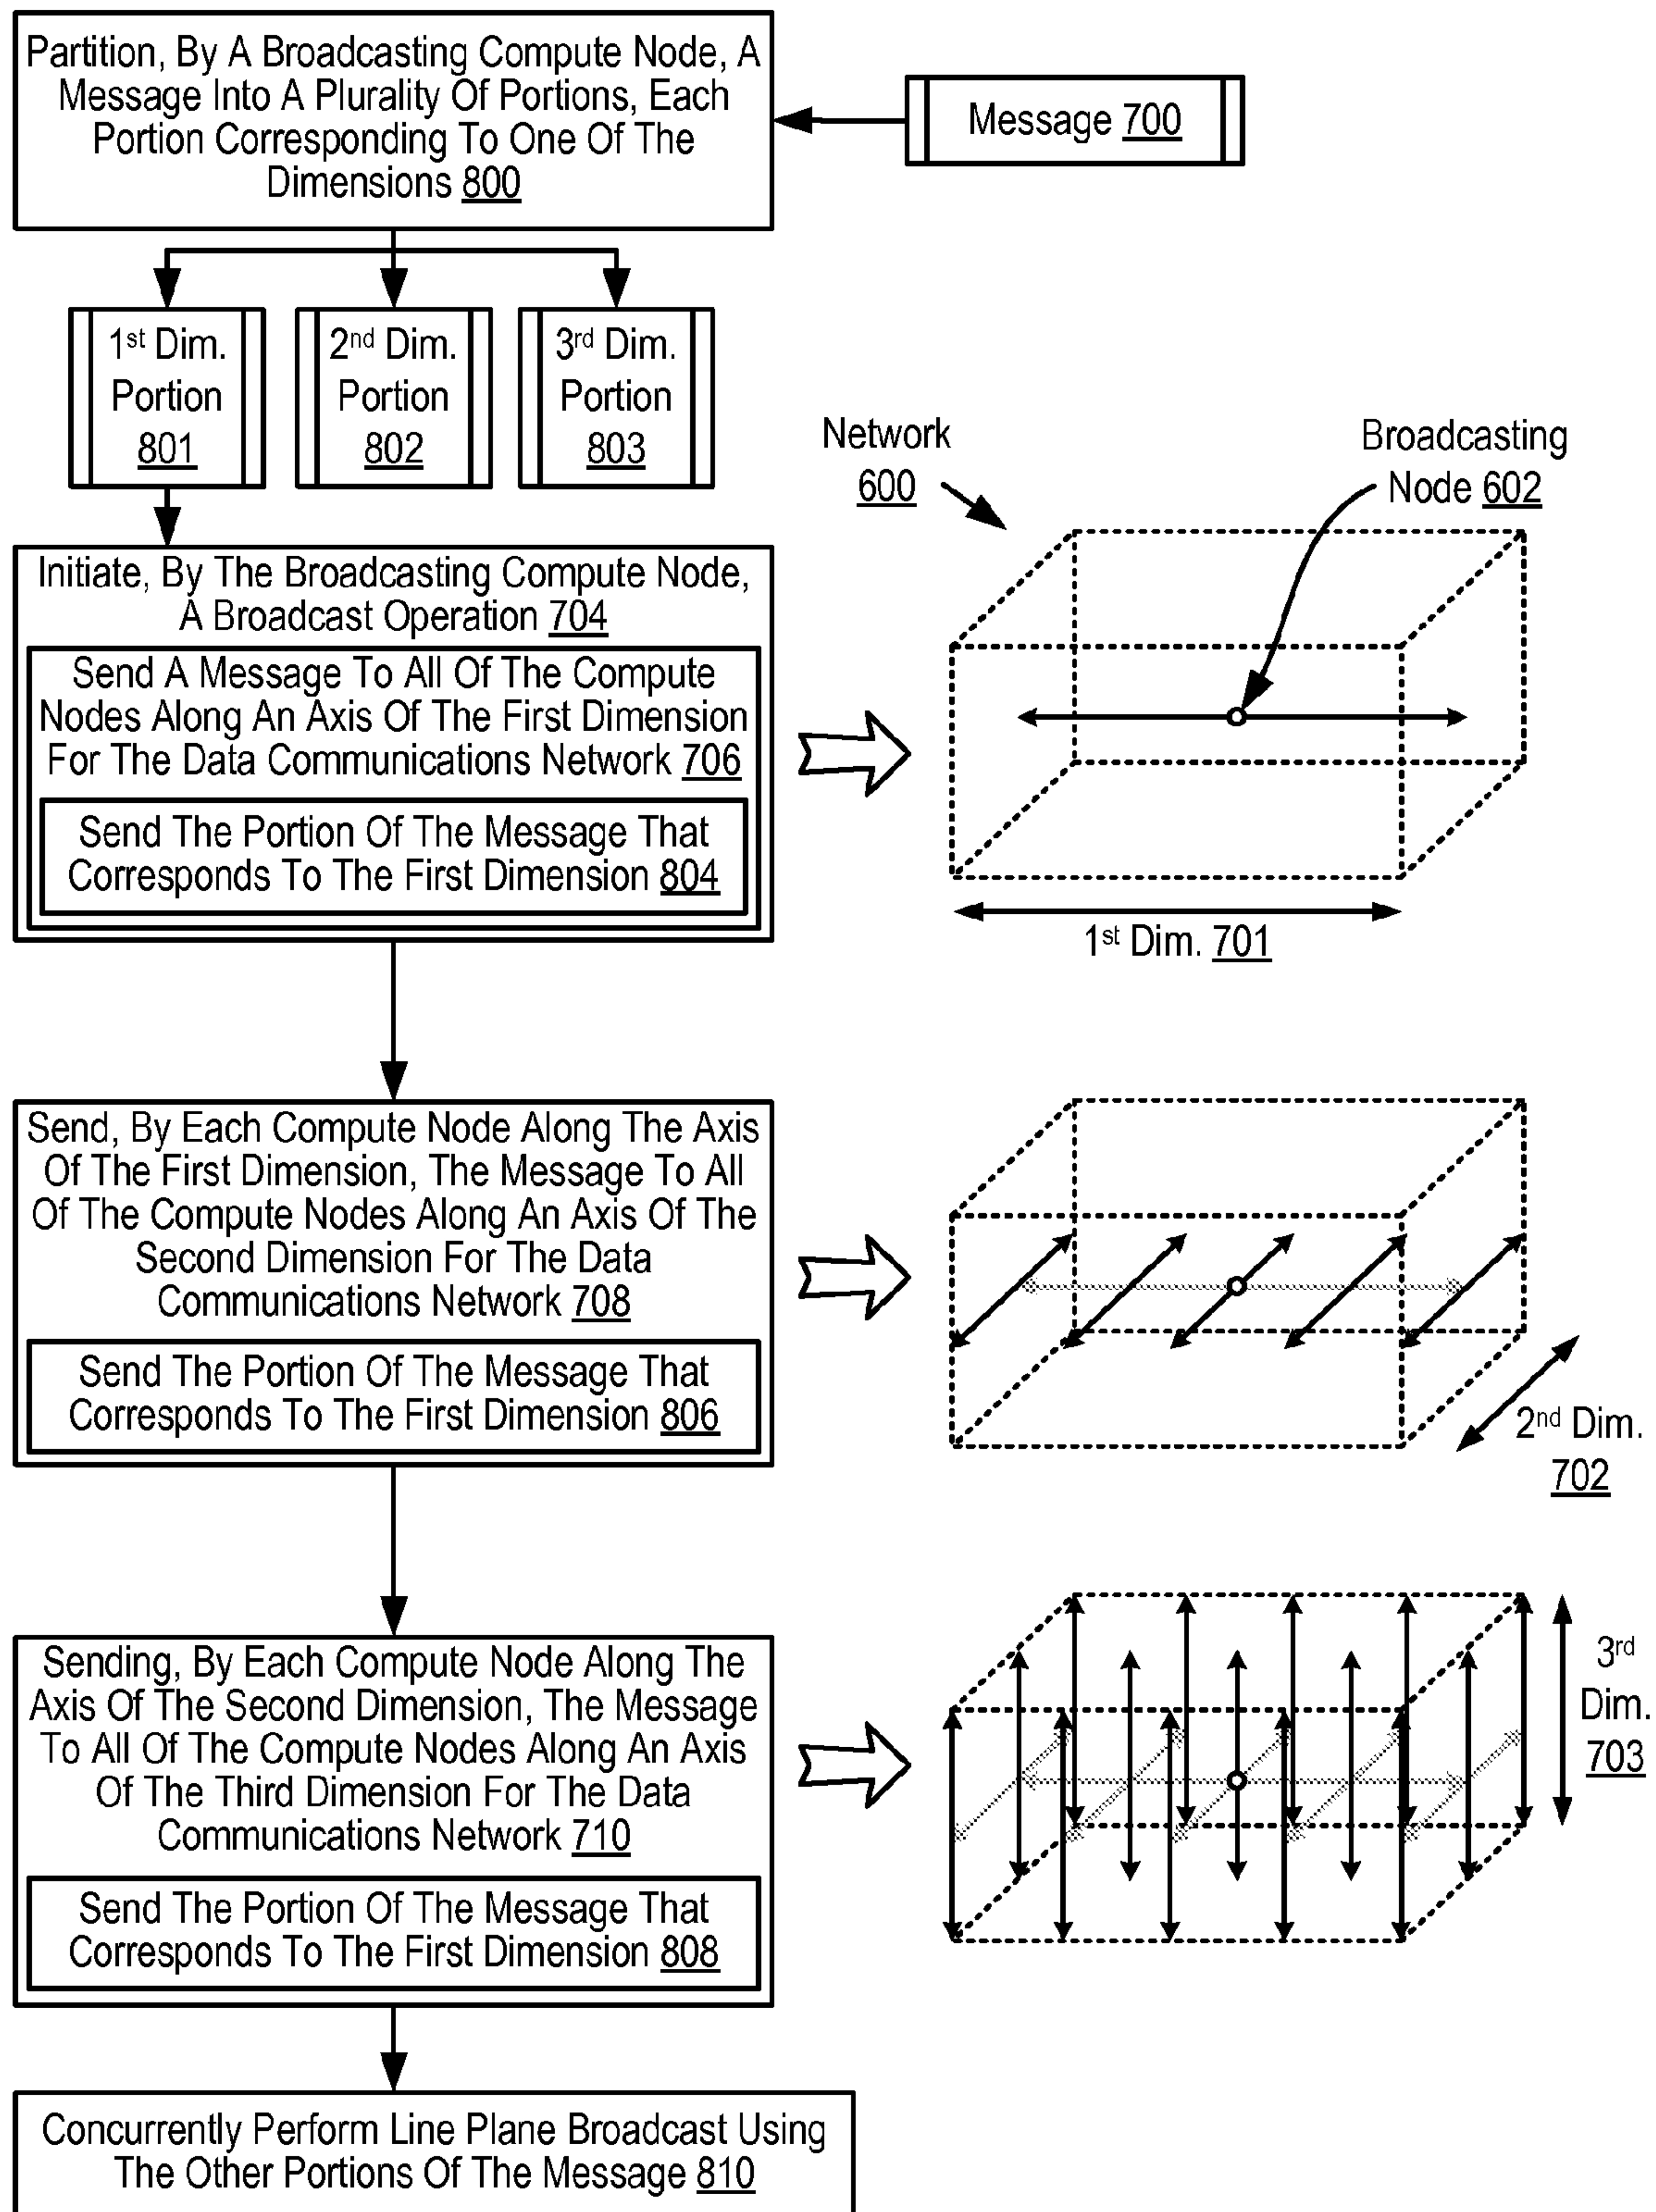 Partition, By A Broadcasting Compute Node, A
Message Into A Plurality Of Portions, Each
Portion Corresponding To One Of The
Dimensions 800
Message 700
1st Dim.
Portion
801
2nd Dim.
Portion
802
3rd Dim.
Portion
803
Network
600
Broadcasting
Node 602
Initiate, By The Broadcasting Compute Node,
A Broadcast Operation 704
Send A Message To All Of The Compute
Nodes Along An Axis Of The First Dimension
For The Data Communications Network 706
Send The Portion Of The Message That
Corresponds To The First Dimension 804
1st Dim. 701
Send, By Each Compute Node Along The Axis
Of The First Dimension, The Message To All
Of The Compute Nodes Along An Axis Of The
Second Dimension For The Data
Communications Network 708
Send The Portion Of The Message That
Corresponds To The First Dimension 806
2nd Dim.
702
Sending, By Each Compute Node Along The
Axis Of The Second Dimension, The Message
To All Of The Compute Nodes Along An Axis
Of The Third Dimension For The Data
Communications Network 710
Send The Portion Of The Message That
Corresponds To The First Dimension 808
3rd
Dim.
703
Concurrently Perform Line Plane Broadcast Using
The Other Portions Of The Message 810